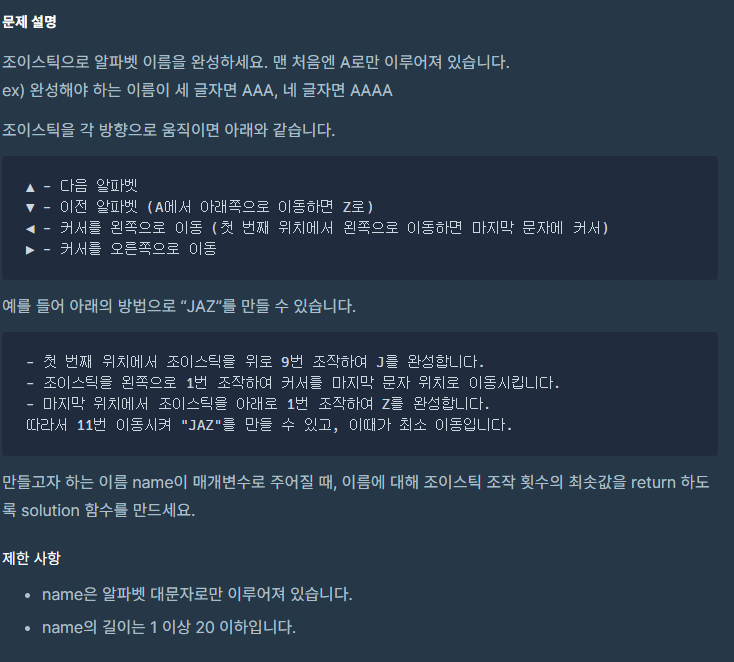 문제 설명
조이스틱으로 알파벳 이름을 완성하세요. 맨 처음엔 A로만 이루어져 있습니다.
ex) 완성해야 하는 이름이 세 글자면 AAA, 네 글자면 AAAA
조이스틱을 각 방향으로 움직이면 아래와 같습니다.
▲ - 다음 알파벳
▼ - 이전 알파벳 (A에서 아래쪽으로 이동하면 Z로)
◀ - 커서를 왼쪽으로 이동 (첫 번째 위치에서 왼쪽으로 이동하면 마지막 문자에 커서)
▶ - 커서를 오른쪽으로 이동
예를 들어 아래의 방법으로 “JAZ”를 만들 수 있습니다.
- 첫 번째 위치에서 조이스틱을 위로 9번 조작하여 J를 완성합니다.
- 조이스틱을 왼쪽으로 1번 조작하여 커서를 마지막 문자 위치로 이동시킵니다.
- 마지막 위치에서 조이스틱을 아래로 1번 조작하여 Z를 완성합니다.
따라서 11번 이동시켜 "JAZ"를 만들 수 있고, 이때가 최소 이동입니다.
만들고자 하는 이름 name이 매개변수로 주어질 때, 이름에 대해 조이스틱 조작 횟수의 최솟값을 return 하도
록 solution 함수를 만드세요.
제한 사항
• name은 알파벳 대문자로만 이루어져 있습니다.
• name의 길이는 1 이상 20 이하입니다.